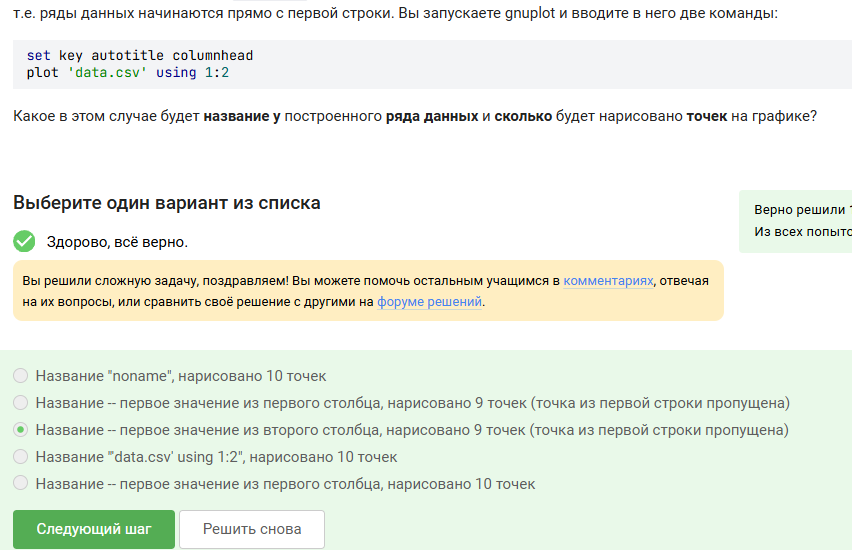 т.е. ряды данных начинаются прямо с первой строки. Вы запускаете gnuplot и вводите в него две команды:
set key autotitle columnhead
plot 'data.csv' using 1:2
Какое в этом случае будет название у построенного ряда данных и сколько будет нарисовано точек на графике?
Выберите один вариант из списка
Верно решили
Из всех
Здорово, всё верно.
Вы решили сложную задачу, поздравляем! Вы можете помочь остальным учащимся в комментариях, отвечая
на их вопросы, или сравнить своё решение с другими на форуме решений.
Название "noname", нарисовано 10 точек
Название -- первое значение из первого столбца, нарисовано 9 точек (точка из первой строки пропущена)
Название -- первое значение из второго столбца, нарисовано 9 точек (точка из первой строки пропущена)
Название "'data.csv' using 1:2", нарисовано 10 точек
Название -- первое значение из первого столбца, нарисовано 10 точек
Следующий шаг
Решить снова